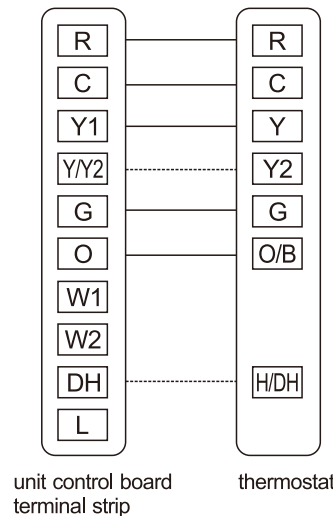 R R
C C
Y1 Y
Y/Y2 Y2
G G
O O/B
W1
W2
DH H/DH
L
unit control board thermostat
terminal strip